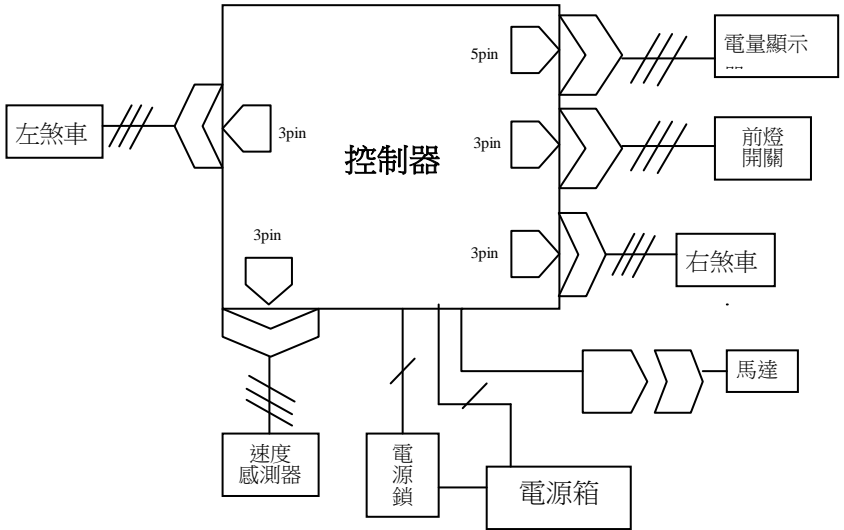 5pin
電量顯示
左煞車
3pin
3pin
前燈
開關
控制器
3pin
3pin
右煞車
馬達
速度
感測器
電
源
鎖
電源箱